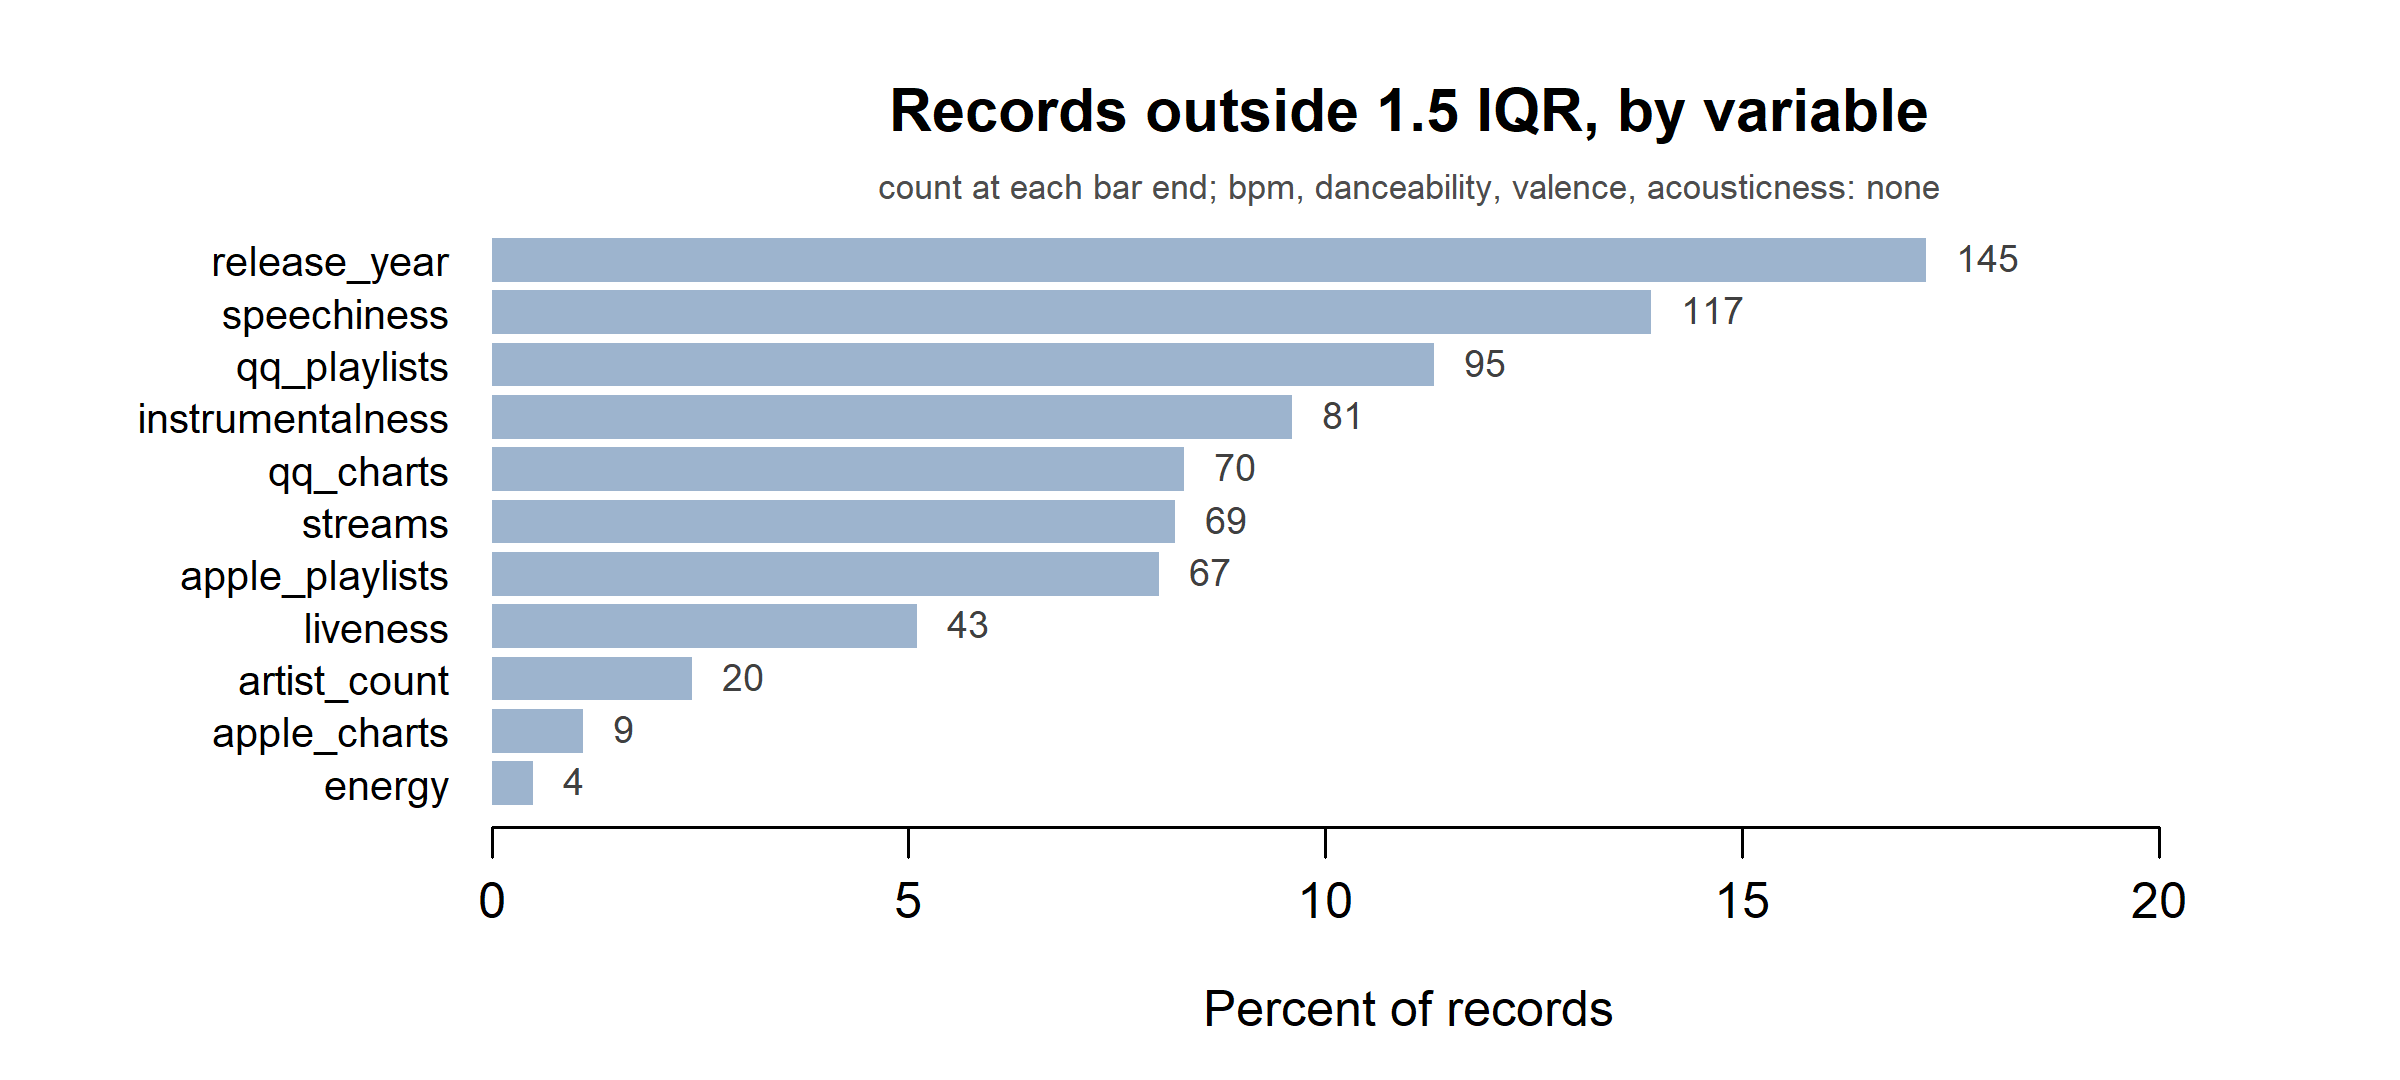 Records outside 1.5 IQR, by variable
count at each bar end; bpm, danceability, valence, acousticness: none
release_year 145
speechiness 117
qq_playlists 95
instrumentalness 81
qq_charts 70
streams 69
apple_playlists 67
liveness 43
artist_count 20
apple_charts 9
energy 4
0 5 10 15 20
Percent of records